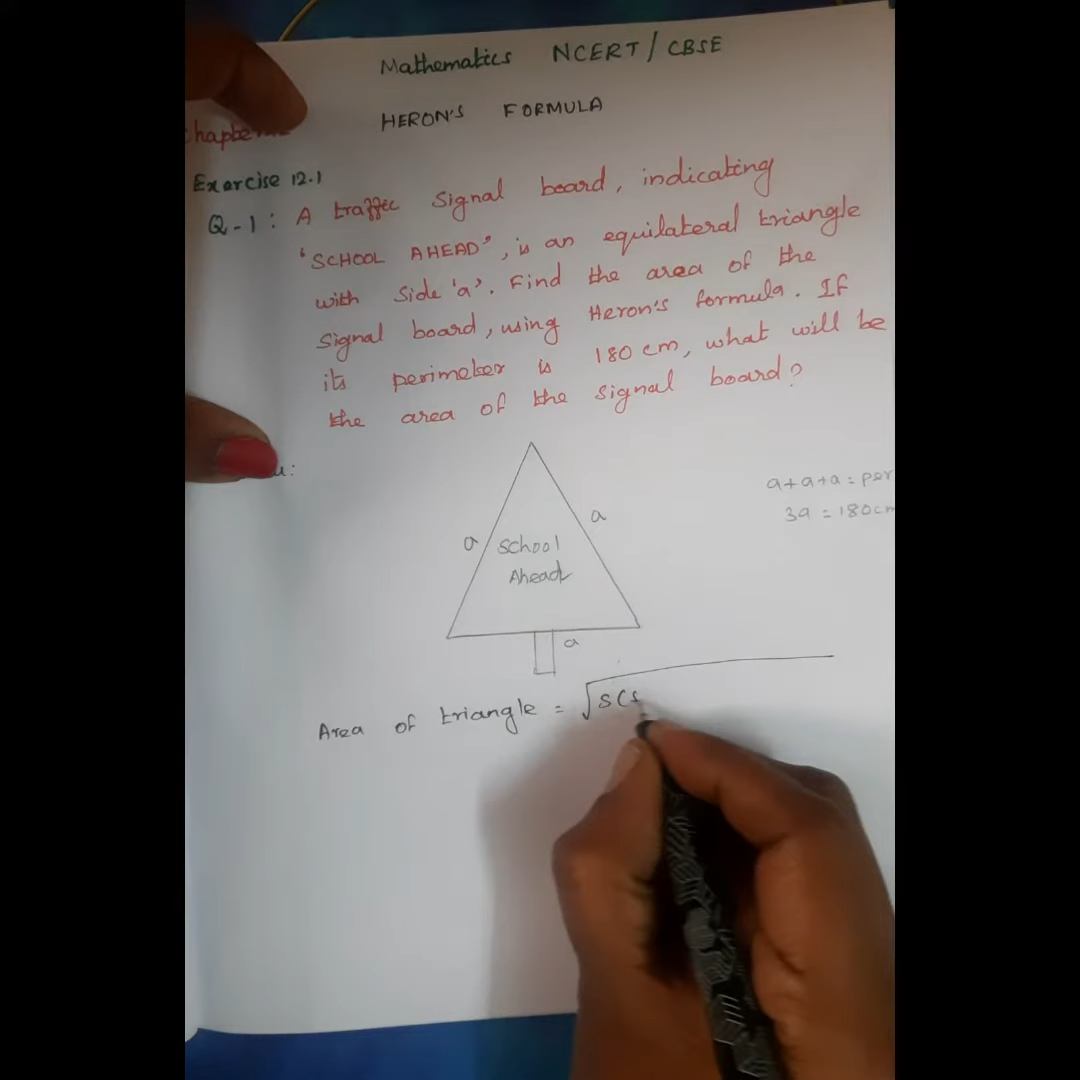 Mathematics NCERT / CBSE
HERON'S FORMULA
Exercise 12.1
Q-1: A traffic signal board, indicating
'SCHOOL AHEAD', is an equilateral triangle
with side 'a'. Find the area of the
signal board, using Heron's formula. If
its perimeter is 180 cm, what will be
the area of the signal board?
a+a+a = per
3a = 180cm
a
a
School
Ahead
a
Area of triangle = √s(s